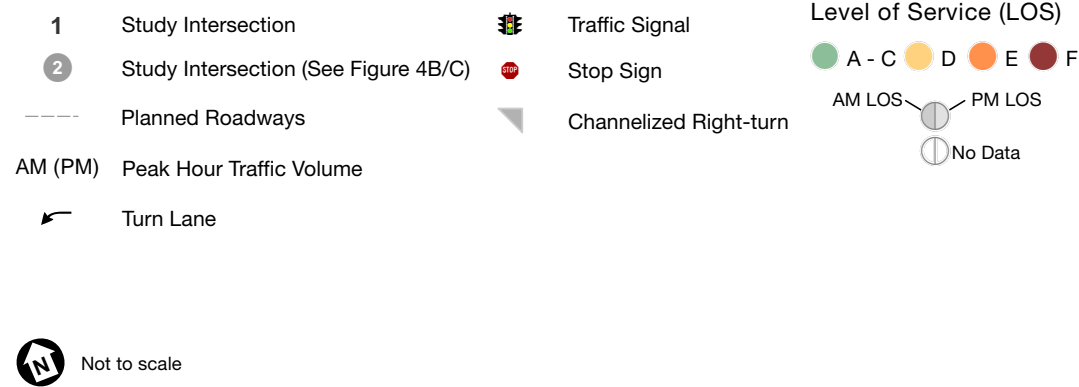 1 Study Intersection
2 Study Intersection (See Figure 4B/C)
Planned Roadways
AM (PM) Peak Hour Traffic Volume
Turn Lane
Traffic Signal
STOP Stop Sign
Channelized Right-turn
Level of Service (LOS)
A - C D E F
AM LOS PM LOS
No Data
N Not to scale